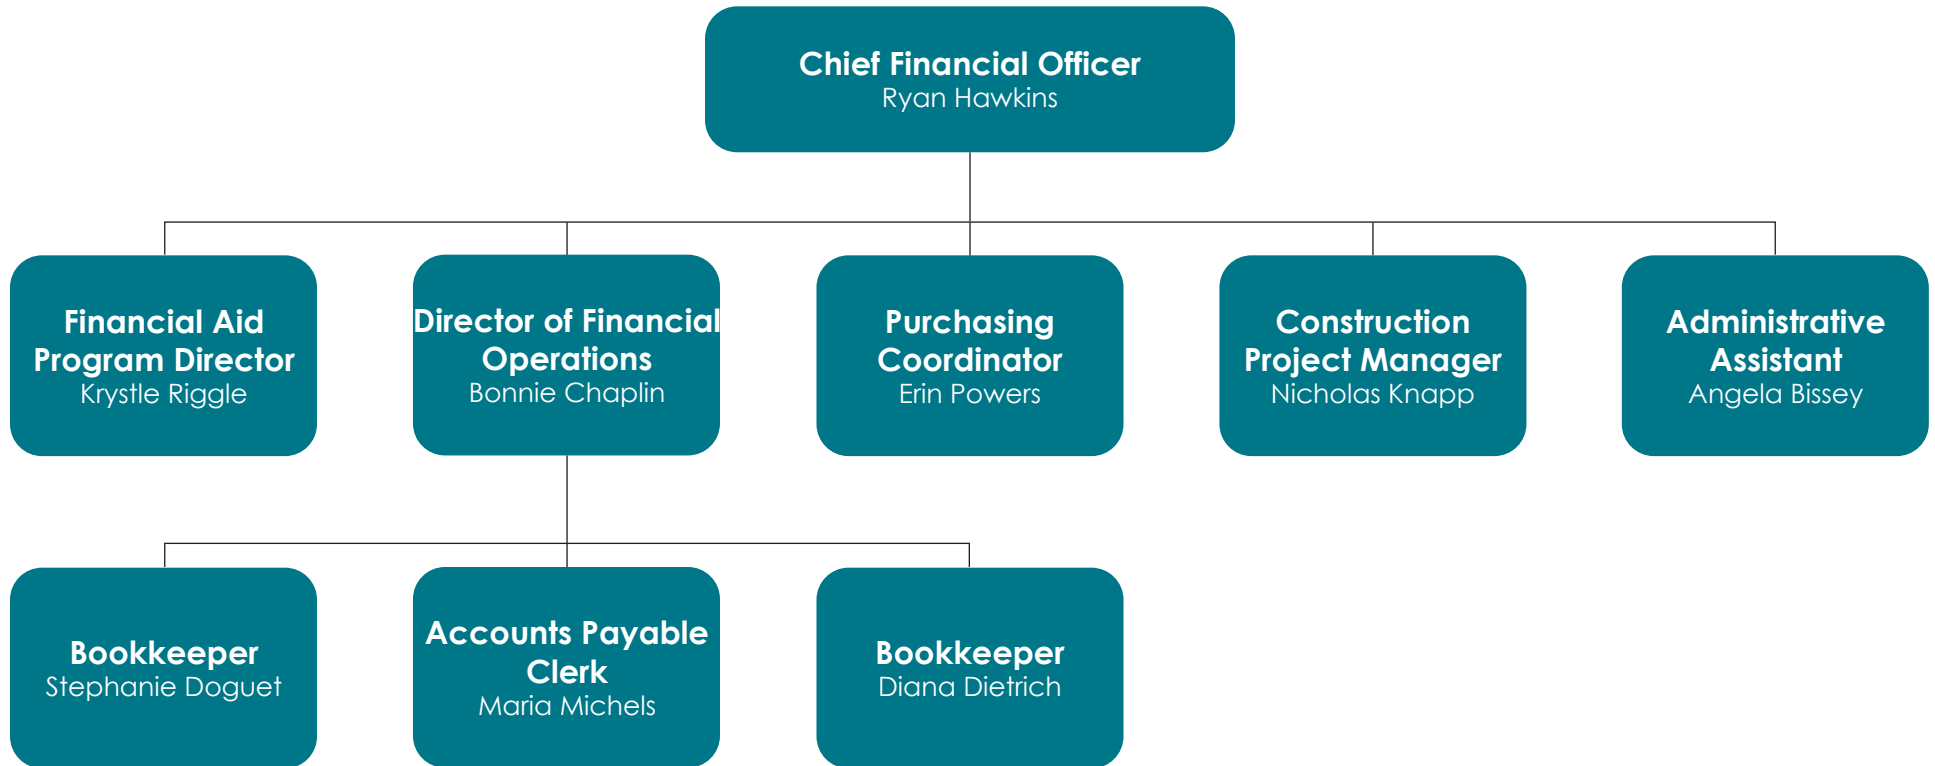 Chief Financial Officer
Ryan Hawkins
Financial Aid
Program Director
Krystle Riggle
Director of Financial
Operations
Bonnie Chaplin
Purchasing
Coordinator
Erin Powers
Construction
Project Manager
Nicholas Knapp
Administrative
Assistant
Angela Bissey
Bookkeeper
Stephanie Doguet
Accounts Payable
Clerk
Maria Michels
Bookkeeper
Diana Dietrich